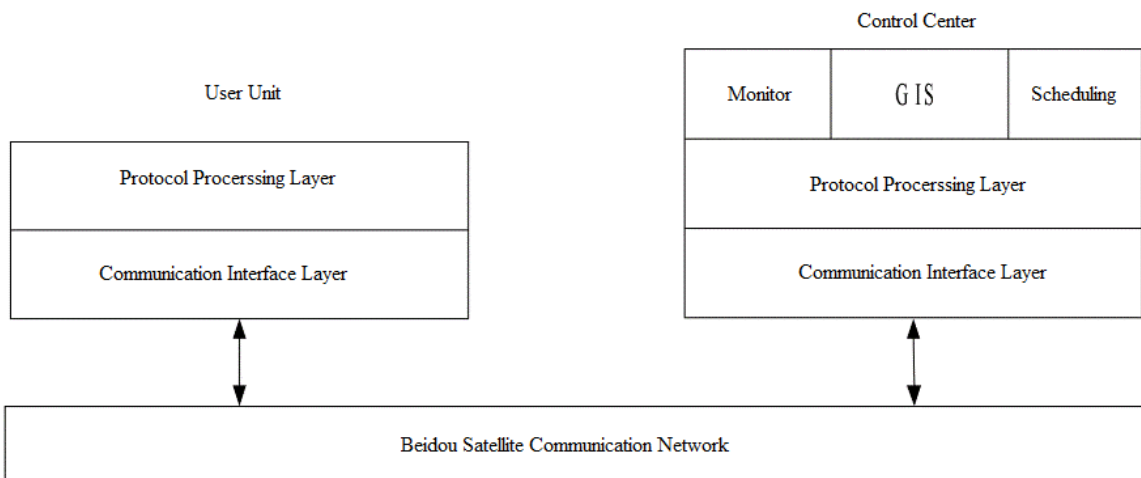 Control Center
User Unit
Monitor
GIS
Scheduling
Protocol Procerssing Layer
Protocol Procerssing Layer
Communication Interface Layer
Communication Interface Layer
Beidou Satellite Communication Network